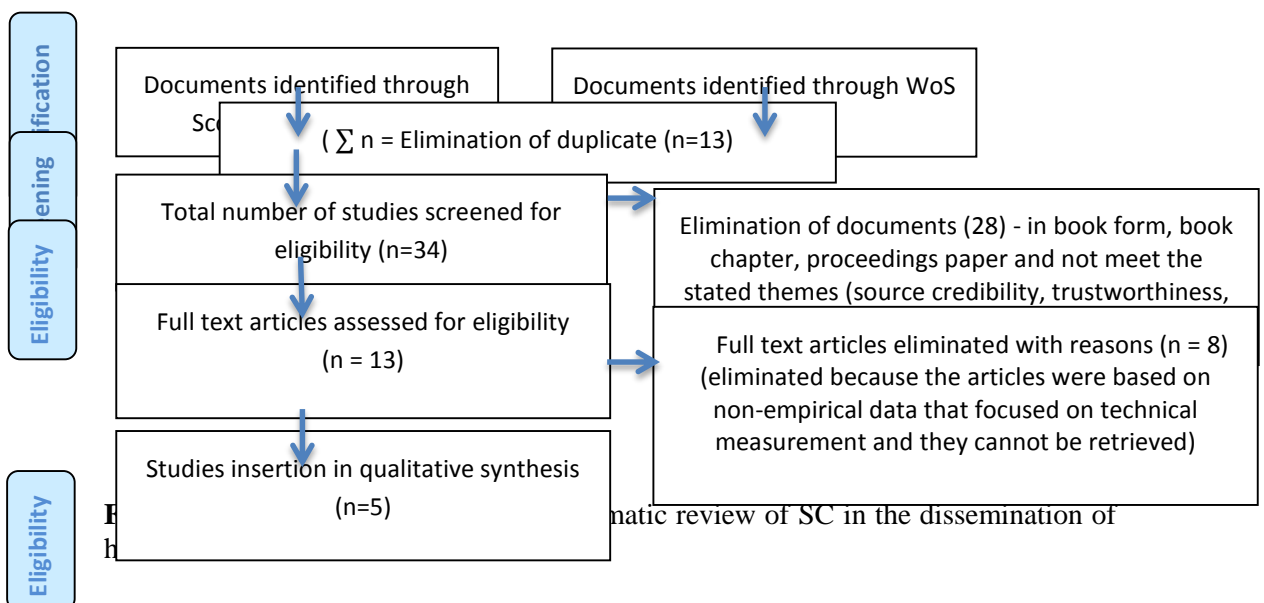 ification
Documents identified through
Sco
Documents identified through WoS
( ∑ n = Elimination of duplicate (n=13)
ening
Total number of studies screened for
eligibility (n=34)
Elimination of documents (28) - in book form, book
chapter, proceedings paper and not meet the
stated themes (source credibility, trustworthiness,
Eligibility
Full text articles assessed for eligibility
(n = 13)
Full text articles eliminated with reasons (n = 8)
(eliminated because the articles were based on
non-empirical data that focused on technical
measurement and they cannot be retrieved)
Studies insertion in qualitative synthesis
(n=5)
Eligibility
matic review of SC in the dissemination of
h